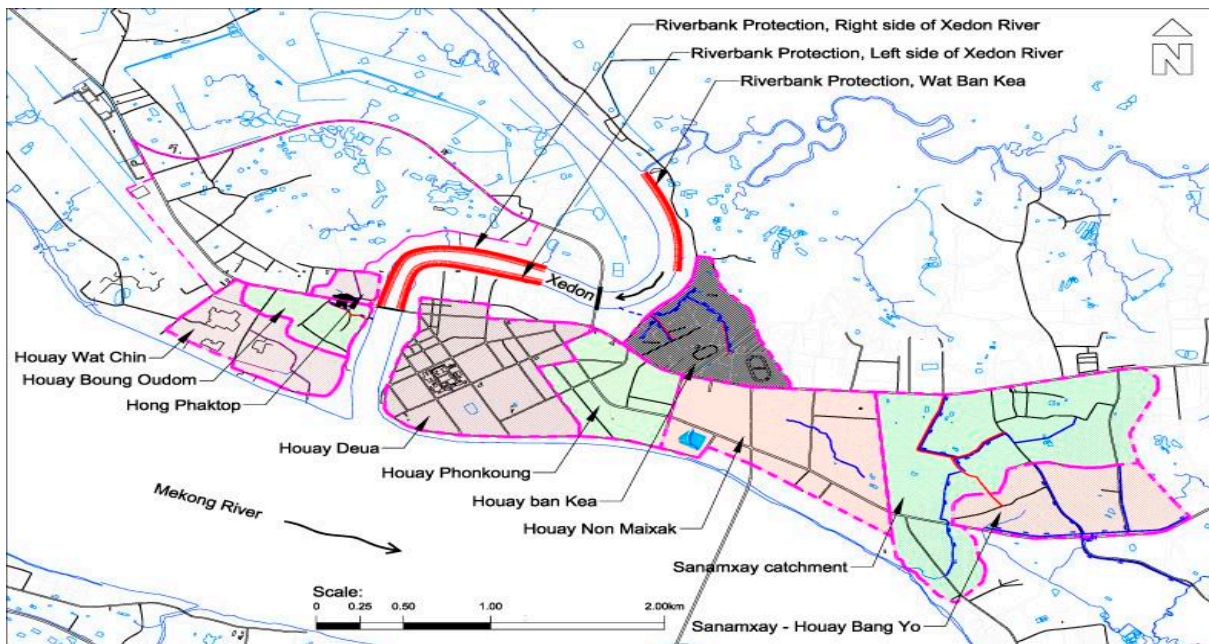 Riverbank Protection, Right side of Xedon River
Riverbank Protection, Left side of Xedon River
Riverbank Protection, Wat Ban Kea
N
Xedon
Houay Wat Chin
Houay Boung Oudom
Hong Phaktop
Houay Deua
Houay Phonkoung
Houay ban Kea
Houay Non Maixak
Mekong River
Sanamxay catchment
Sanamxay - Houay Bang Yo
Scale:
0 0.25 0.50 1.00 2.00km